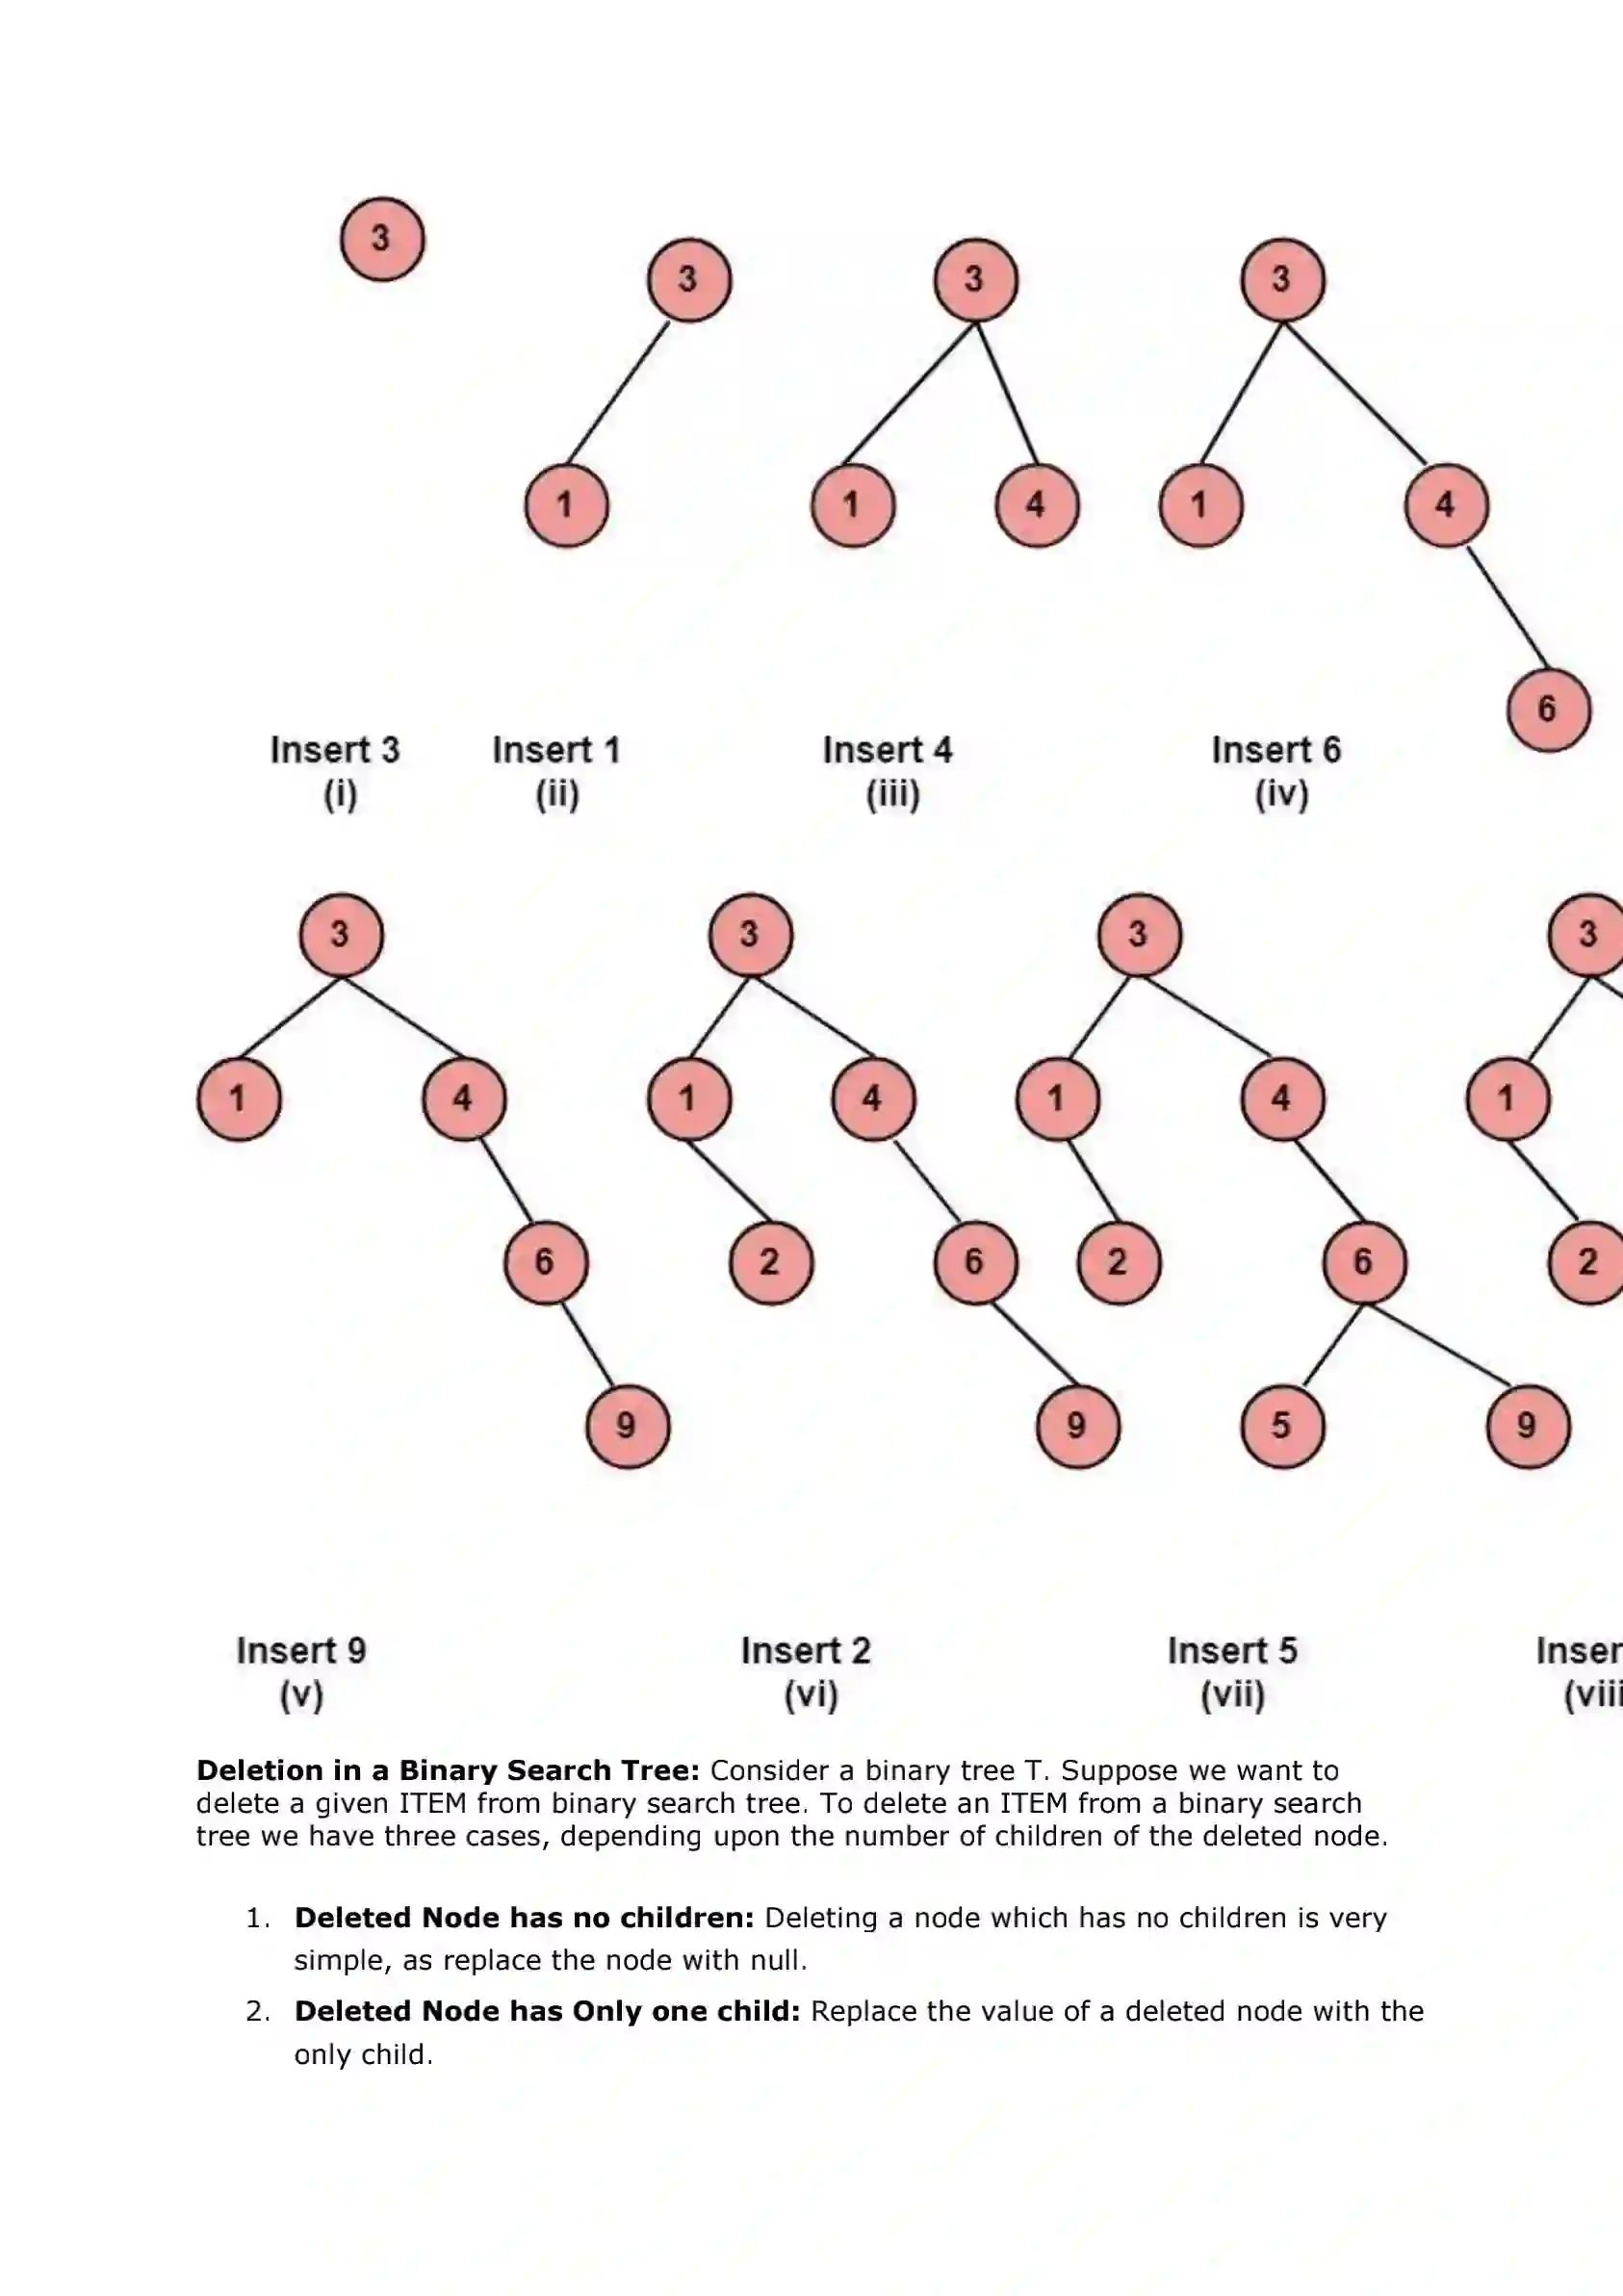 3
3
3
3
1
1
4
1
4
6
Insert 3
Insert 1
Insert 4
Insert 6
(i)
(ii)
(iii)
(iv)
3
3
3
3
1
4
1
4
1
4
1
6
2
6
2
6
2
9
9
5
9
Insert 9
Insert 2
Insert 5
(v)
(vi)
(vii)
Deletion in a Binary Search Tree: Consider a binary tree T. Suppose we want to
delete a given ITEM from binary search tree. To delete an ITEM from a binary search
tree we have three cases, depending upon the number of children of the deleted node.
1. Deleted Node has no children: Deleting a node which has no children is very
simple, as replace the node with null.
2. Deleted Node has Only one child: Replace the value of a deleted node with the
only child.